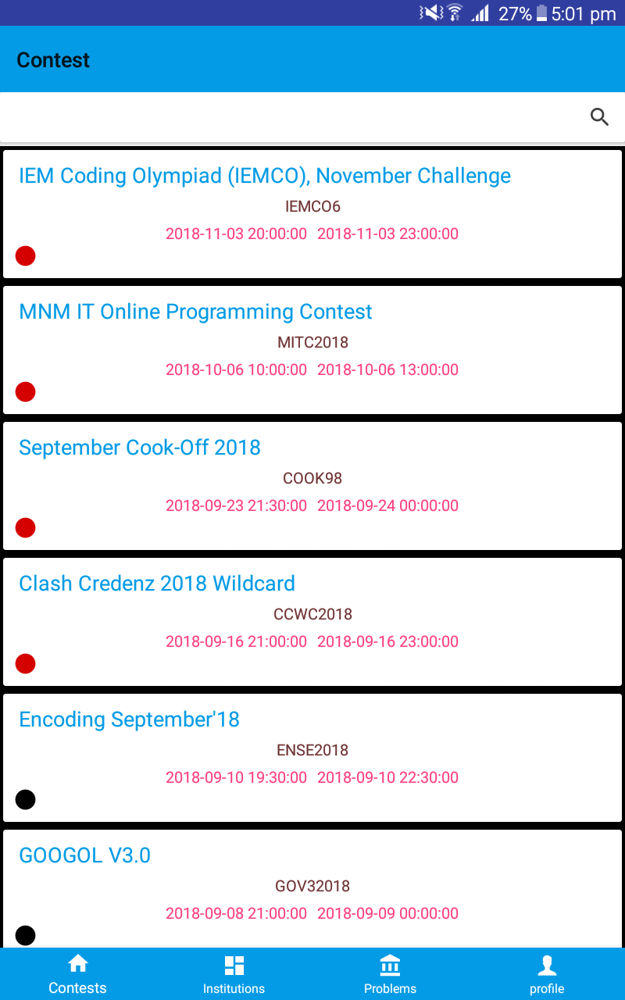 27% 5:01 pm
Contest
IEM Coding Olympiad (IEMCO), November Challenge
IEMCO6
2018-11-03 20:00:00 2018-11-03 23:00:00
MNM IT Online Programming Contest
MITC2018
2018-10-06 10:00:00 2018-10-06 13:00:00
September Cook-Off 2018
COOK98
2018-09-23 21:30:00 2018-09-24 00:00:00
Clash Credenz 2018 Wildcard
CCWC2018
2018-09-16 21:00:00 2018-09-16 23:00:00
Encoding September'18
ENSE2018
2018-09-10 19:30:00 2018-09-10 22:30:00
GOOGOL V3.0
GOV32018
2018-09-08 21:00:00 2018-09-09 00:00:00
Contests Institutions Problems profile